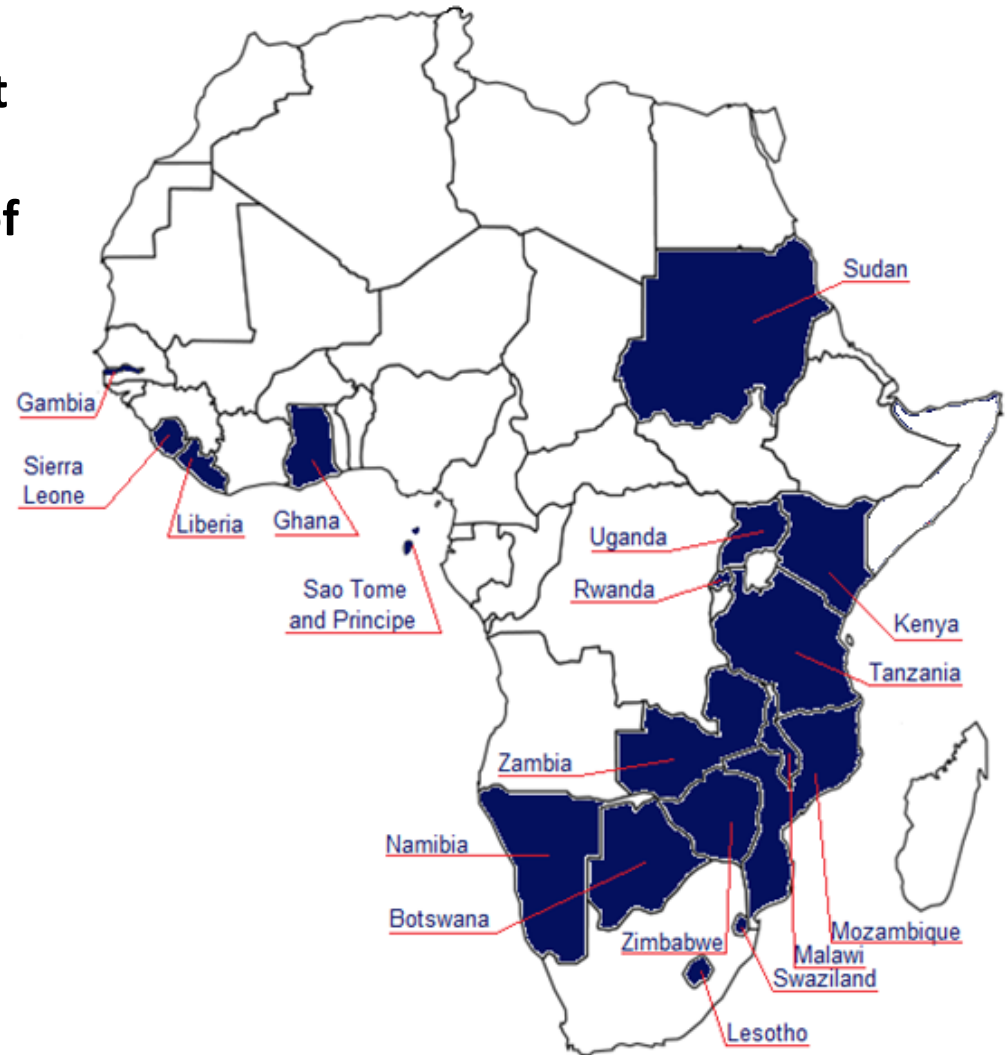 t
of
Sudan
Gambia
Sierra
Leone
Liberia
Ghana
Sao Tome
and Principe
Uganda
Rwanda
Kenya
Tanzania
Zambia
Namibia
Botswana
Zimbabwe
Mozambique
Malawi
Swaziland
Lesotho